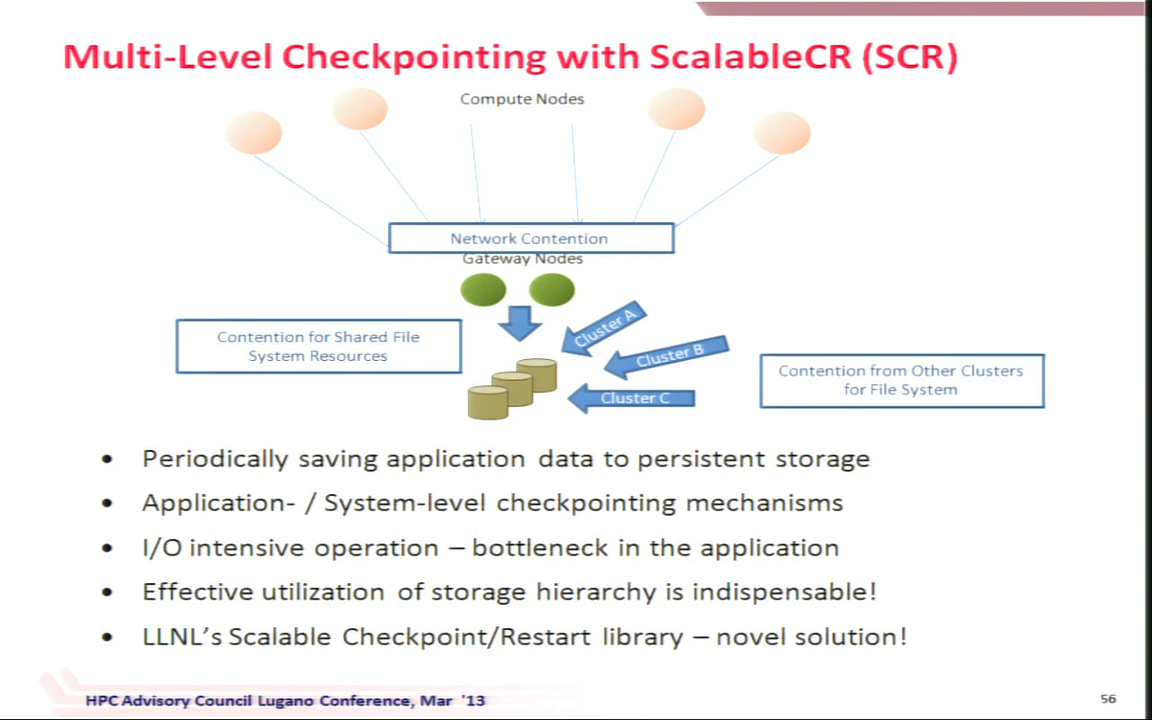 Multi-Level Checkpointing with ScalableCR (SCR)
Compute Nodes
Network Contention
Gateway Nodes
Contention for Shared File
System Resources
Cluster A
Cluster B
Cluster C
Contention from Other Clusters
for File System
• Periodically saving application data to persistent storage
• Application- / System-level checkpointing mechanisms
• I/O intensive operation – bottleneck in the application
• Effective utilization of storage hierarchy is indispensable!
• LLNL's Scalable Checkpoint/Restart library – novel solution!
HPC Advisory Council Lugano Conference, Mar '13
56